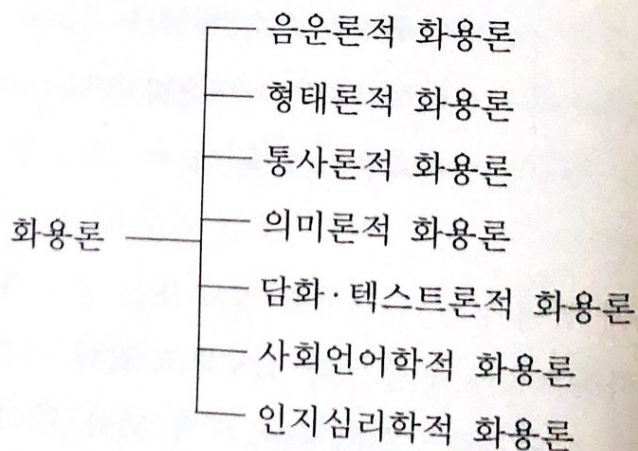 음운론적 화용론
형태론적 화용론
통사론적 화용론
화용론
의미론적 화용론
담화·텍스트론적 화용론
사회언어학적 화용론
인지심리학적 화용론